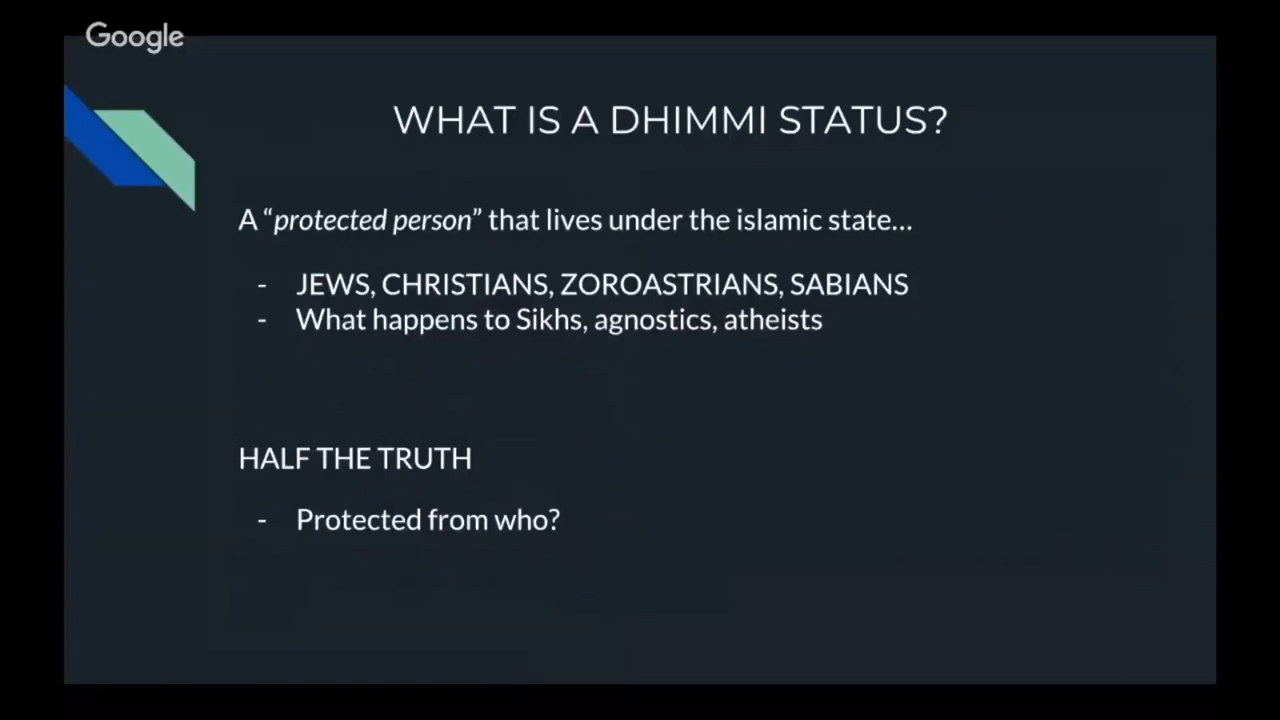 Google
WHAT IS A DHIMMI STATUS?
A “protected person” that lives under the islamic state...
- JEWS, CHRISTIANS, ZOROASTRIANS, SABIANS
- What happens to Sikhs, agnostics, atheists
HALF THE TRUTH
- Protected from who?